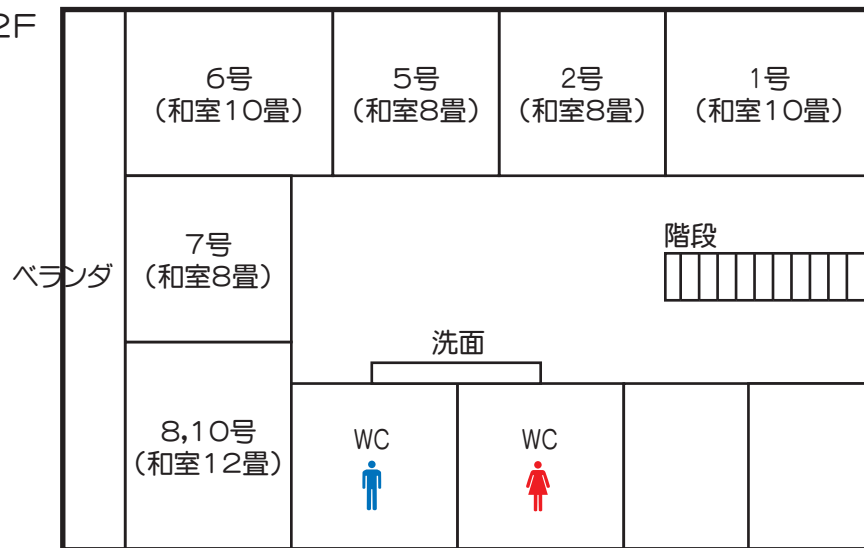 2F
6号
(和室10畳)
5号
(和室8畳)
2号
(和室8畳)
1号
(和室10畳)
7号
(和室8畳)
ベランダ
階段
洗面
8,10号
(和室12畳)
WC
WC